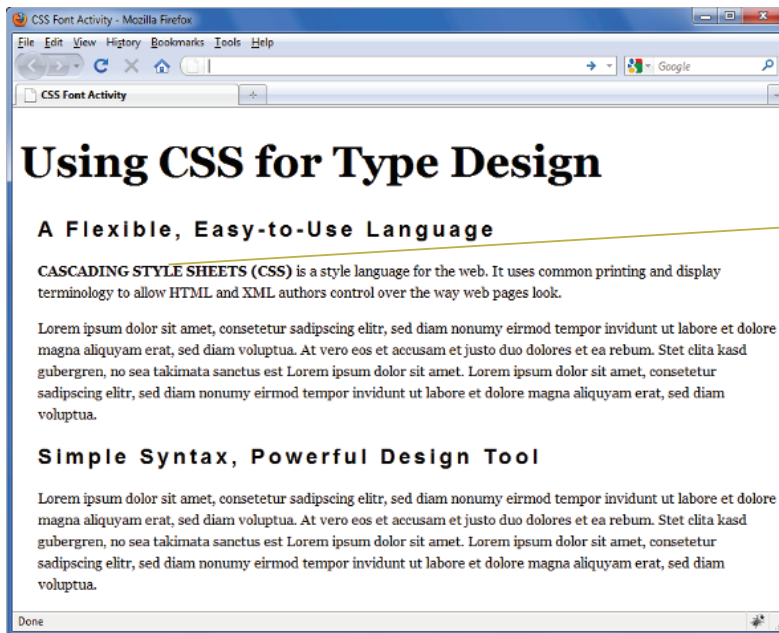 CSS Font Activity - Mozilla Firefox
File Edit View History Bookmarks Tools Help
Google
CSS Font Activity
Using CSS for Type Design
A Flexible, Easy-to-Use Language
CASCADING STYLE SHEETS (CSS) is a style language for the web. It uses common printing and display
terminology to allow HTML and XML authors control over the way web pages look.
Lorem ipsum dolor sit amet, consetetur sadipscing elitr, sed diam nonumy eirmod tempor invidunt ut labore et dolore
magna aliquyam erat, sed diam voluptua. At vero eos et accusam et justo duo dolores et ea rebum. Stet clita kasd
gubergren, no sea takimata sanctus est Lorem ipsum dolor sit amet. Lorem ipsum dolor sit amet, consetetur
sadipscing elitr, sed diam nonumy eirmod tempor invidunt ut labore et dolore magna aliquyam erat, sed diam
voluptua.
Simple Syntax, Powerful Design Tool
Lorem ipsum dolor sit amet, consetetur sadipscing elitr, sed diam nonumy eirmod tempor invidunt ut labore et dolore
magna aliquyam erat, sed diam voluptua. At vero eos et accusam et justo duo dolores et ea rebum. Stet clita kasd
gubergren, no sea takimata sanctus est Lorem ipsum dolor sit amet. Lorem ipsum dolor sit amet, consetetur
sadipscing elitr, sed diam nonumy eirmod tempor invidunt ut labore et dolore magna aliquyam erat, sed diam
voluptua.
Done